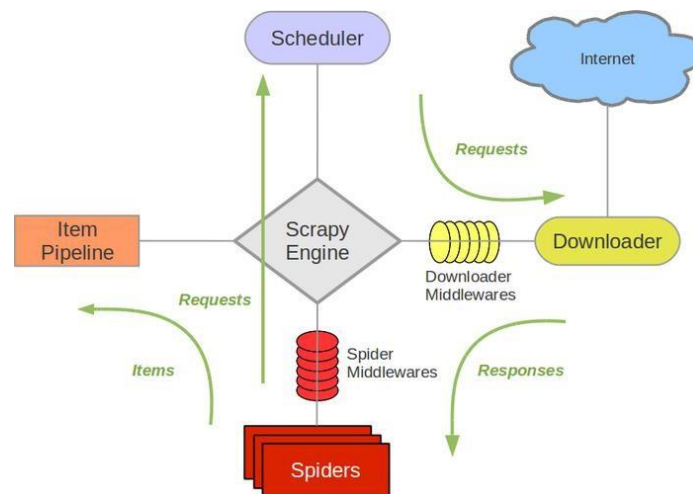 Scheduler
Internet
Requests
Item
Pipeline
Scrapy
Engine
Downloader
Downloader
Middlewares
Requests
Items
Spider
Middlewares
Responses
Spiders